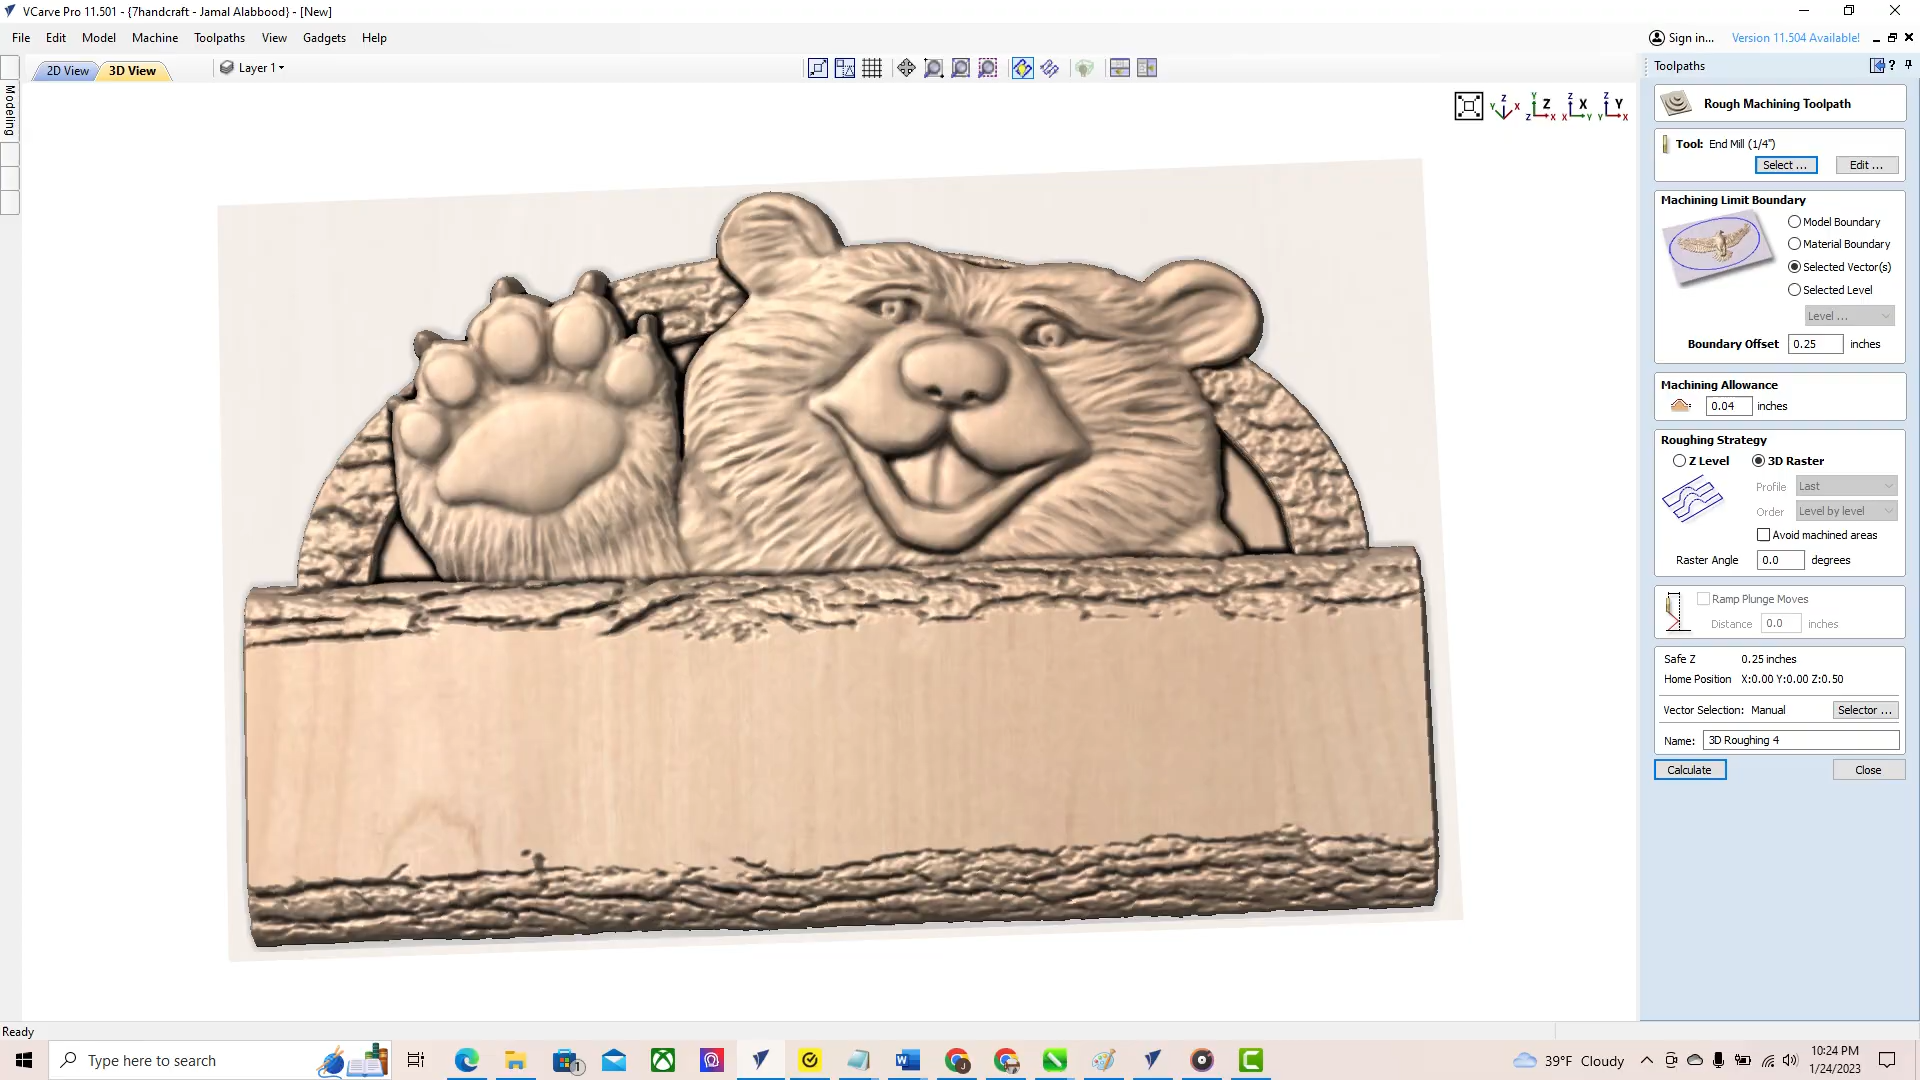 VCarve Pro 11.501 - {7handcraft - Jamal Alabbood} - [New]
File Edit Model Machine Toolpaths View Gadgets Help
Sign in... Version 11.504 Available!
2D View 3D View Layer 1
Modeling
Toolpaths
Rough Machining Toolpath
Tool: End Mill (1/4")
Select ... Edit ...
Machining Limit Boundary
Model Boundary
Material Boundary
Selected Vector(s)
Selected Level
Level ...
Boundary Offset 0.25 inches
Machining Allowance
0.04 inches
Roughing Strategy
Z Level 3D Raster
Profile Last
Order Level by level
Avoid machined areas
Raster Angle 0.0 degrees
Ramp Plunge Moves
Distance 0.0 inches
Safe Z 0.25 inches
Home Position X:0.00 Y:0.00 Z:0.50
Vector Selection: Manual Selector ...
Name: 3D Roughing 4
Calculate Close
Ready
Type here to search
39°F Cloudy
10:24 PM
1/24/2023